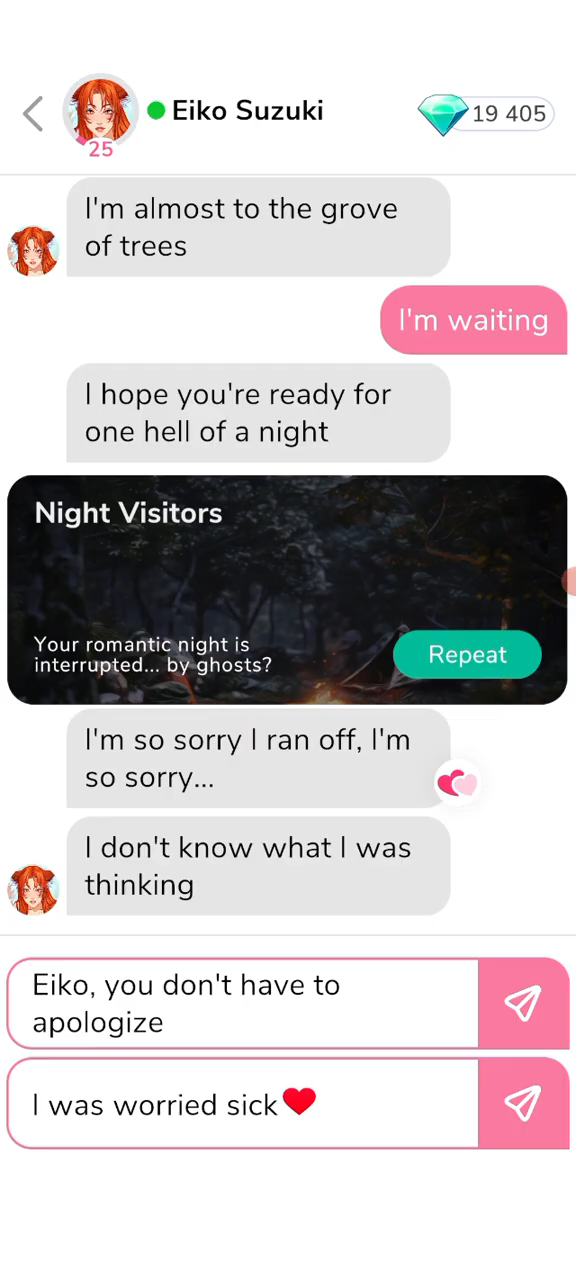 Eiko Suzuki
19 405
25
I'm almost to the grove
of trees
I'm waiting
I hope you're ready for
one hell of a night
Night Visitors
Your romantic night is
interrupted... by ghosts?
Repeat
I'm so sorry I ran off, I'm
so sorry...
I don't know what I was
thinking
Eiko, you don't have to
apologize
I was worried sick❤️